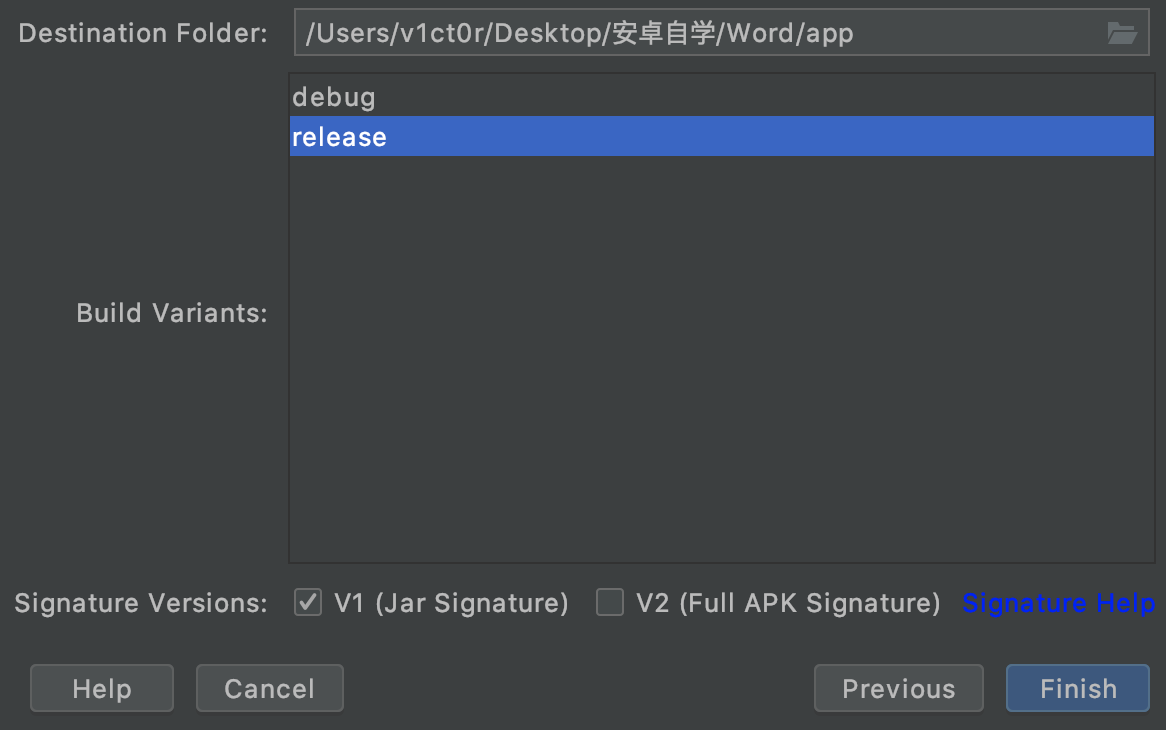 Destination Folder: /Users/v1ct0r/Desktop/安卓自学/Word/app
debug
release
Build Variants:
Signature Versions: V1 (Jar Signature) V2 (Full APK Signature) Signature Help
Help Cancel Previous Finish